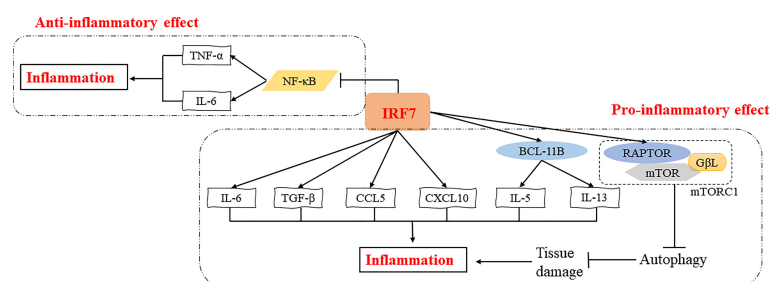 Anti-inflammatory effect
TNF-α
Inflammation
NF-κB
IL-6
IRF7
Pro-inflammatory effect
BCL-11B
RAPTOR
GβL
mTOR
mTORC1
IL-6
TGF-β
CCL5
CXCL10
IL-5
IL-13
Inflammation
Tissue
damage
Autophagy